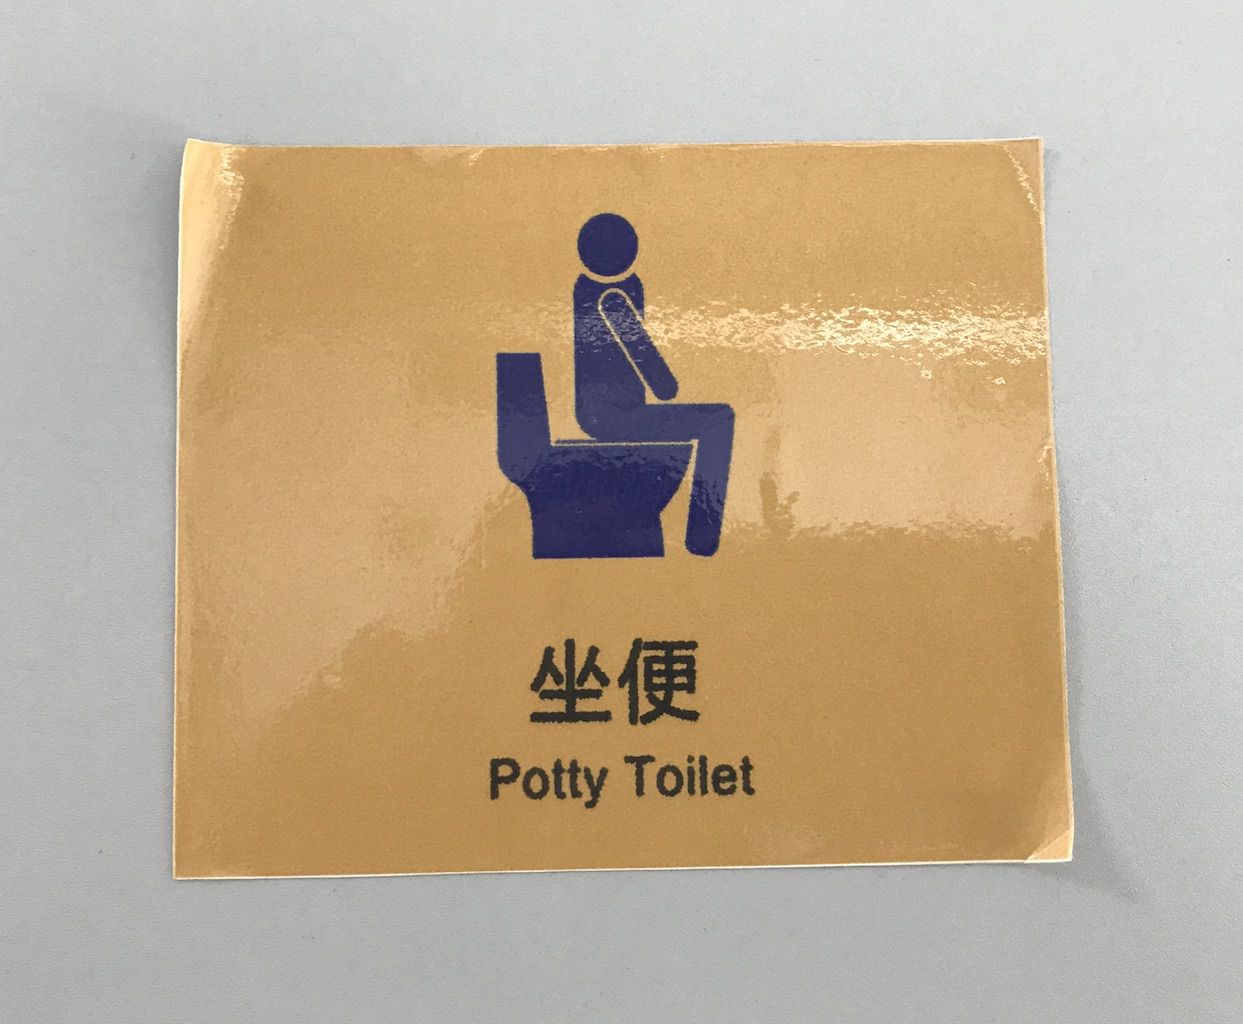 坐便
Potty Toilet